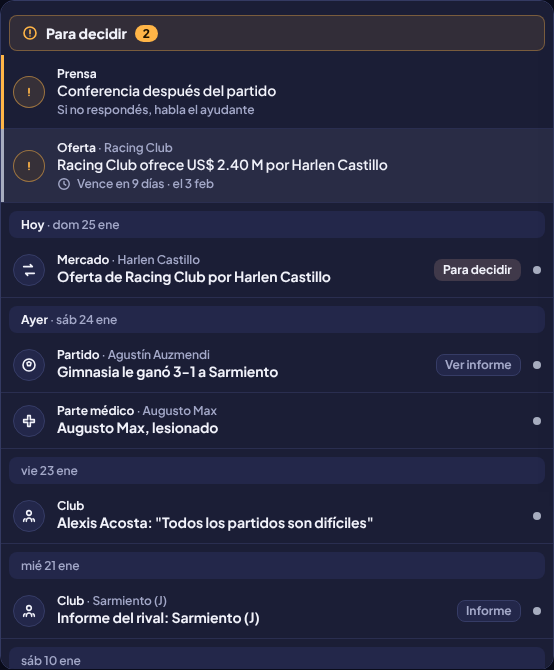 Para decidir 2
Prensa
Conferencia después del partido
Si no respondés, habla el ayudante
Oferta · Racing Club
Racing Club ofrece US$ 2.40 M por Harlen Castillo
Vence en 9 días · el 3 feb
Hoy · dom 25 ene
Mercado · Harlen Castillo
Oferta de Racing Club por Harlen Castillo
Para decidir
Ayer · sáb 24 ene
Partido · Agustín Auzmendi
Gimnasia le ganó 3-1 a Sarmiento
Ver informe
Parte médico · Augusto Max
Augusto Max, lesionado
vie 23 ene
Club
Alexis Acosta: "Todos los partidos son difíciles"
mié 21 ene
Club · Sarmiento (J)
Informe del rival: Sarmiento (J)
Informe
sáb 10 ene